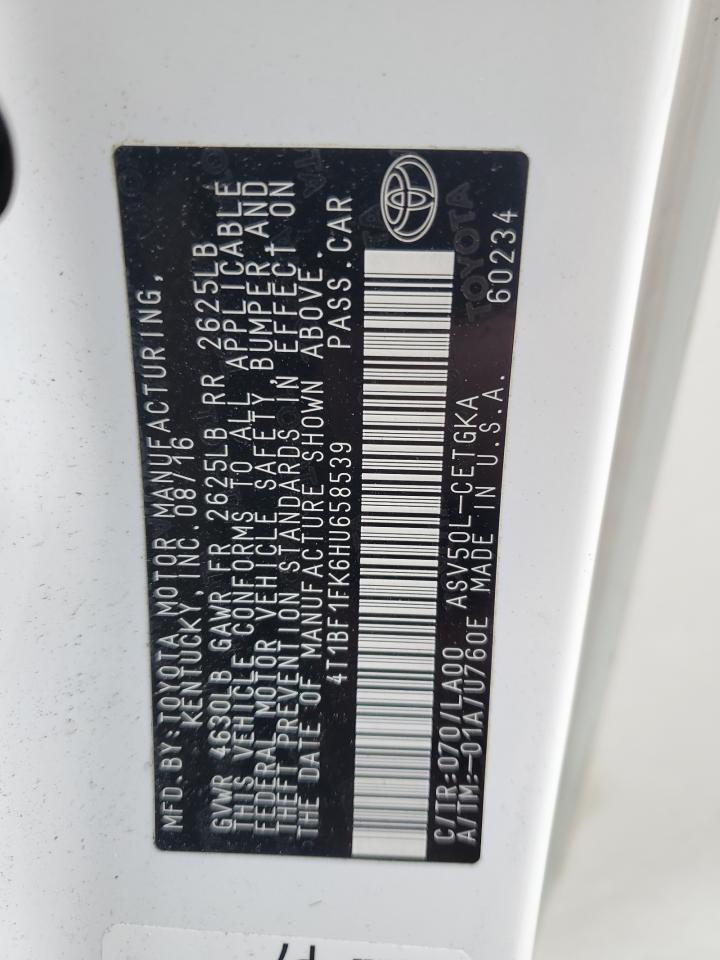 MFD.BY:TOYOTA MOTOR MANUFACTURING,
KENTUCKY,INC. 08/16
GVWR 4630LB GAWR FR 2625LB RR 2625LB
THIS VEHICLE CONFORMS TO ALL APPLICABLE
FEDERAL MOTOR VEHICLE SAFETY,BUMPER AND
THEFT PREVENTION STANDARDS IN EFFECT ON
THE DATE OF MANUFACTURE SHOWN ABOVE.
4T1BF1FK6HU658539 PASS.CAR
C/TR:070/LA00 ASV50L-CETGKA
A/TM:-01A/U760E MADE IN U.S.A. 60234
TOYOTA